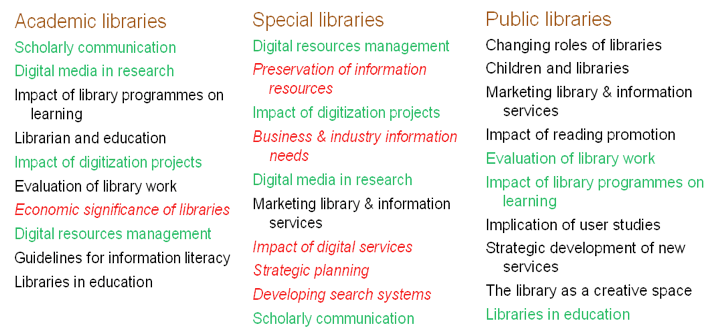 Academic libraries
Scholarly communication
Digital media in research
Impact of library programmes on
learning
Librarian and education
Impact of digitization projects
Evaluation of library work
Economic significance of libraries
Digital resources management
Guidelines for information literacy
Libraries in education
Special libraries
Digital resources management
Preservation of information
resources
Impact of digitization projects
Business & industry information
needs
Digital media in research
Marketing library & information
services
Impact of digital services
Strategic planning
Developing search systems
Scholarly communication
Public libraries
Changing roles of libraries
Children and libraries
Marketing library & information
services
Impact of reading promotion
Evaluation of library work
Impact of library programmes on
learning
Implication of user studies
Strategic development of new
services
The library as a creative space
Libraries in education